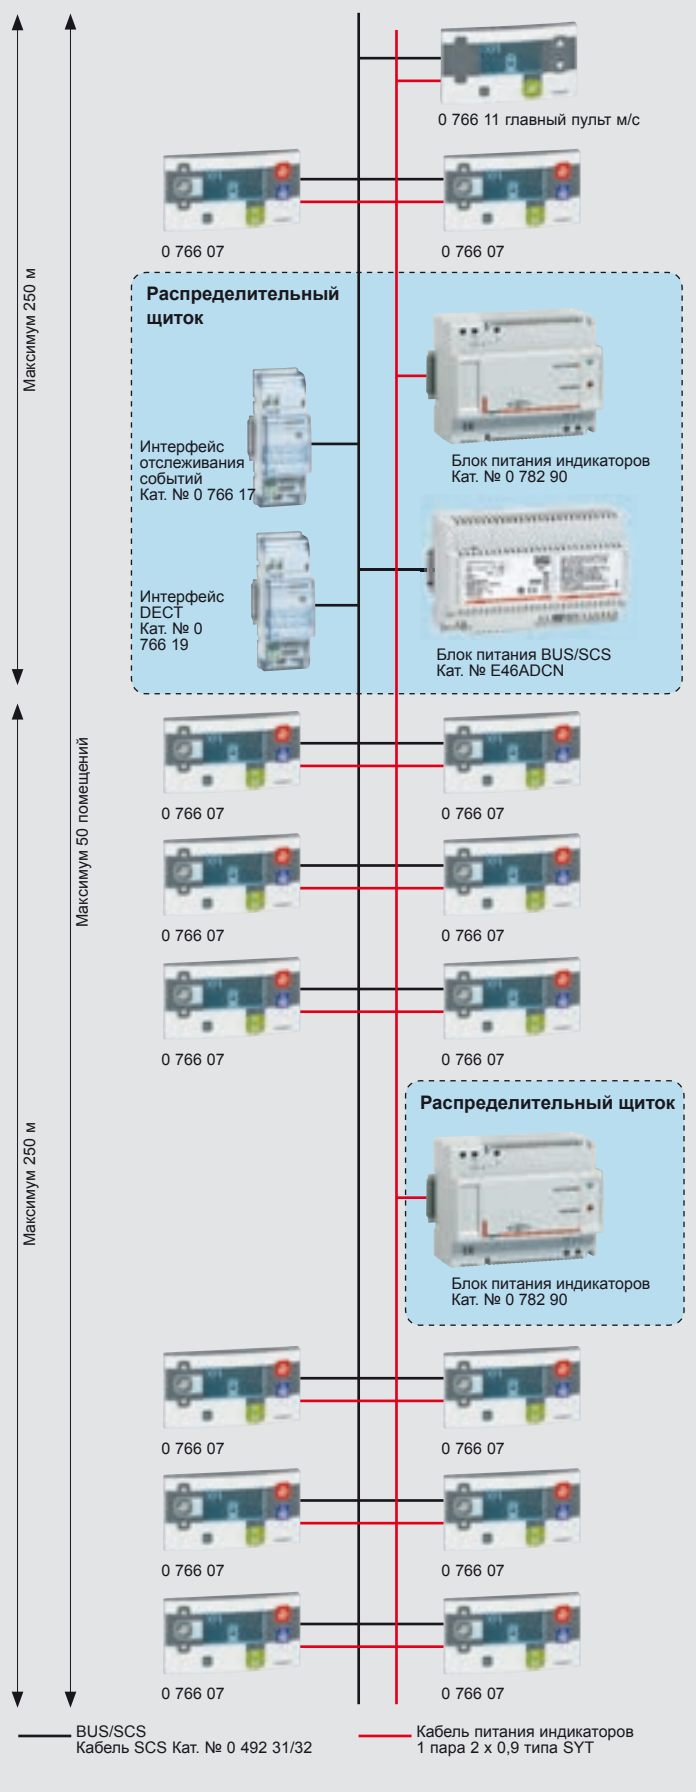 0 766 11 главный пульт м/с
0 766 07
0 766 07
Распределительный
щиток
Максимум 250 м
Интерфейс
отслеживания
событий
Кат. № 0 766 17
Блок питания индикаторов
Кат. № 0 782 90
Интерфейс
DECT
Кат. № 0
766 19
Блок питания BUS/SCS
Кат. № E46ADCN
Максимум 50 помещений
0 766 07
0 766 07
0 766 07
0 766 07
0 766 07
0 766 07
Распределительный щиток
Максимум 250 м
Блок питания индикаторов
Кат. № 0 782 90
0 766 07
0 766 07
0 766 07
0 766 07
0 766 07
0 766 07
BUS/SCS
Кабель SCS Кат. № 0 492 31/32
Кабель питания индикаторов
1 пара 2 x 0,9 типа SYT